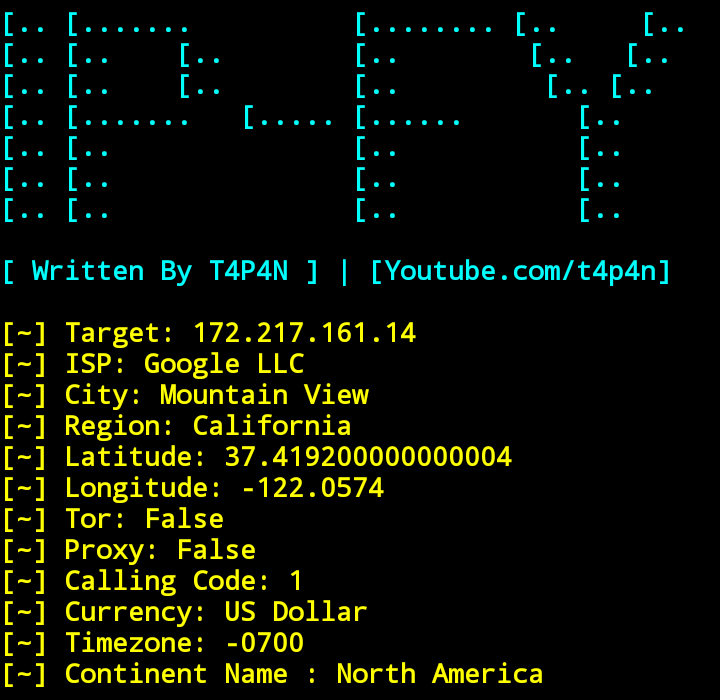 IP-FY
[ Written By T4P4N ] | [Youtube.com/t4p4n]
[~] Target: 172.217.161.14
[~] ISP: Google LLC
[~] City: Mountain View
[~] Region: California
[~] Latitude: 37.419200000000004
[~] Longitude: -122.0574
[~] Tor: False
[~] Proxy: False
[~] Calling Code: 1
[~] Currency: US Dollar
[~] Timezone: -0700
[~] Continent Name : North America